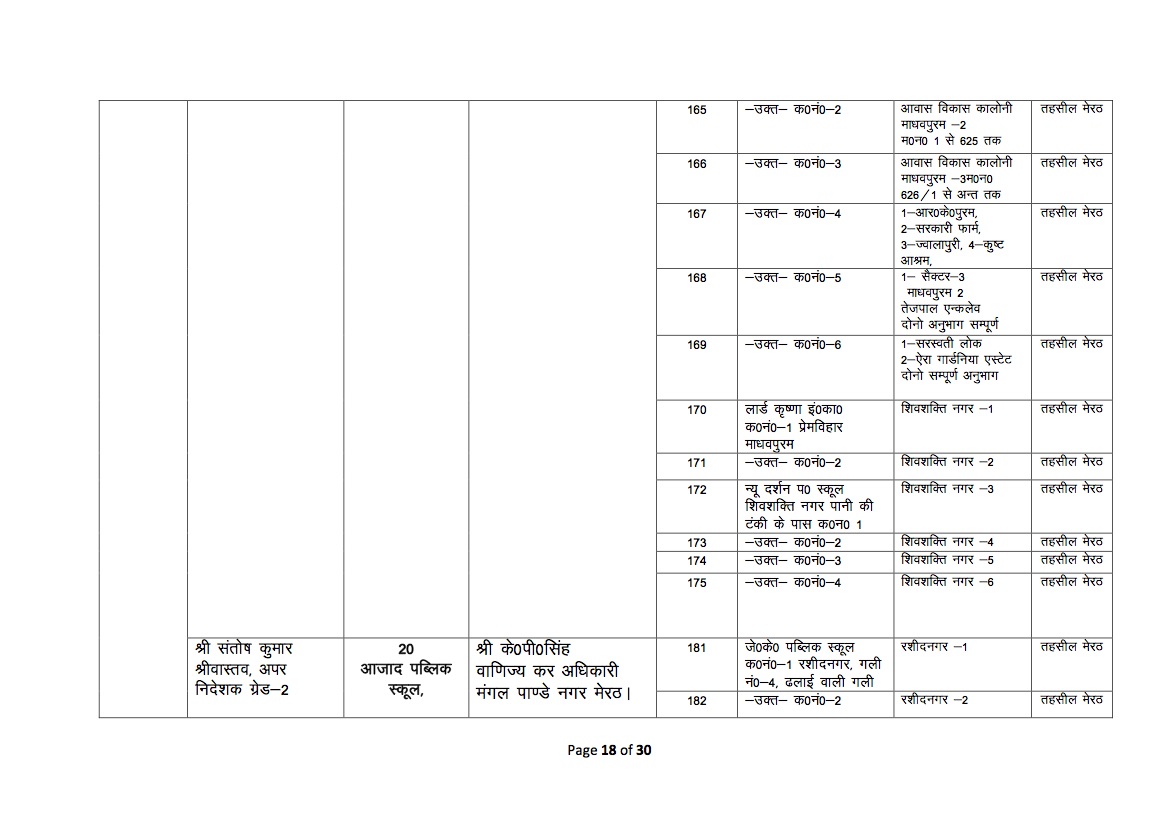 165
–उक्त– क0नं0–2
आवास विकास कालोनी
माधवपुरम –2
म0न0 1 से 625 तक
तहसील मेरठ
166
–उक्त– क0नं0–3
आवास विकास कालोनी
माधवपुरम –3म0न0
626/1 से अन्त तक
तहसील मेरठ
167
–उक्त– क0नं0–4
1–आर0के0पुरम,
2–सरकारी फार्म,
3–ज्वालापुरी, 4–कुष्ट
आश्रम,
तहसील मेरठ
168
–उक्त– क0नं0–5
1– सैक्टर–3
माधवपुरम 2
तेजपाल एन्कलेव
दोनो अनुभाग सम्पूर्ण
तहसील मेरठ
169
–उक्त– क0नं0–6
1–सरस्वती लोक
2–ऐरा गार्डनिया एस्टेट
दोनो सम्पूर्ण अनुभाग
तहसील मेरठ
170
लार्ड कृष्णा इं0का0
क0नं0–1 प्रेमविहार
माधवपुरम
शिवशक्ति नगर –1
तहसील मेरठ
171
–उक्त– क0नं0–2
शिवशक्ति नगर –2
तहसील मेरठ
172
न्यू दर्शन प0 स्कूल
शिवशक्ति नगर पानी की
टंकी के पास क0न0 1
शिवशक्ति नगर –3
तहसील मेरठ
173
–उक्त– क0नं0–2
शिवशक्ति नगर –4
तहसील मेरठ
174
–उक्त– क0नं0–3
शिवशक्ति नगर –5
तहसील मेरठ
175
–उक्त– क0नं0–4
शिवशक्ति नगर –6
तहसील मेरठ
श्री संतोष कुमार
श्रीवास्तव, अपर
निदेशक ग्रेड–2
20
आजाद पब्लिक
स्कूल,
श्री के0पी0सिंह
वाणिज्य कर अधिकारी
मंगल पाण्डे नगर मेरठ।
181
जे0के0 पब्लिक स्कूल
क0नं0–1 रशीदनगर, गली
नं0–4, ढलाई वाली गली
रशीदनगर –1
तहसील मेरठ
182
–उक्त– क0नं0–2
रशीदनगर –2
तहसील मेरठ
Page 18 of 30